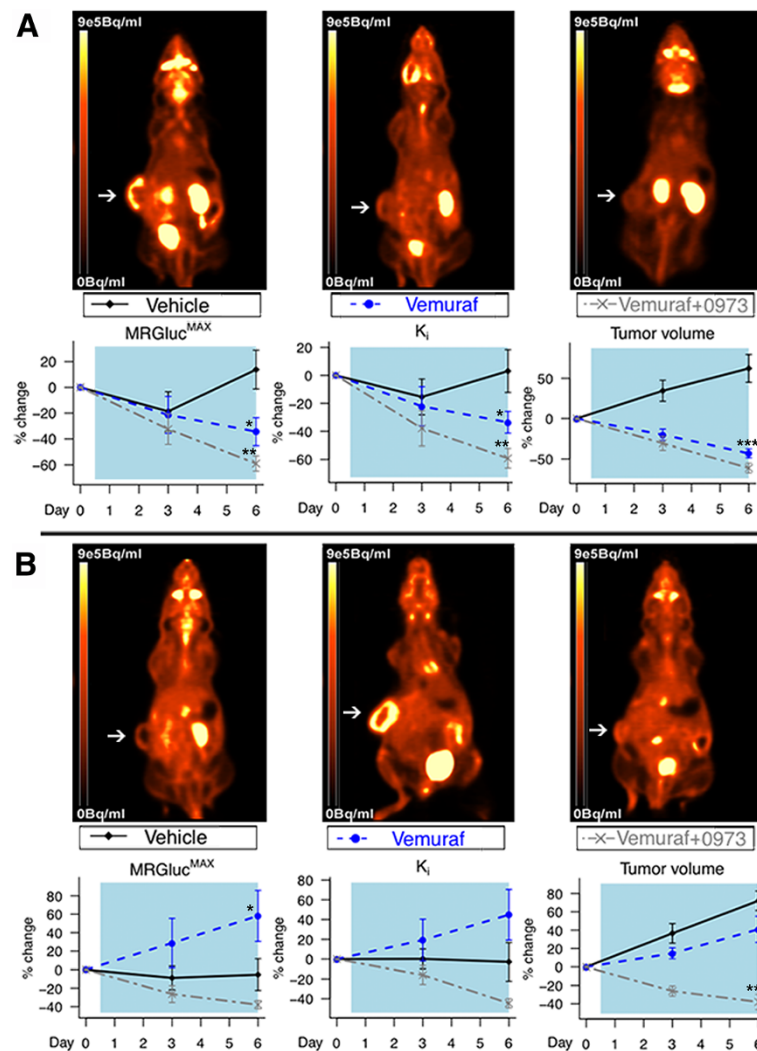 A
9e5Bq/ml 9e5Bq/ml 9e5Bq/ml
0Bq/ml 0Bq/ml 0Bq/ml
Vehicle Vemuraf Vemuraf+0973
MRGluc^MAX K_i Tumor volume
% change 20 0 −20 −40 −60 * **
% change 20 0 −20 −40 −60 * **
% change 50 0 −50 ***
Day 0 1 2 3 4 5 6 Day 0 1 2 3 4 5 6 Day 0 1 2 3 4 5 6
B
9e5Bq/ml 9e5Bq/ml 9e5Bq/ml
0Bq/ml 0Bq/ml 0Bq/ml
Vehicle Vemuraf Vemuraf+0973
MRGluc^MAX K_i Tumor volume
% change 80 60 40 20 0 −20 −40 *
% change 80 60 40 20 0 −20 −40
% change 80 60 40 20 0 −20 −40 **
Day 0 1 2 3 4 5 6 Day 0 1 2 3 4 5 6 Day 0 1 2 3 4 5 6